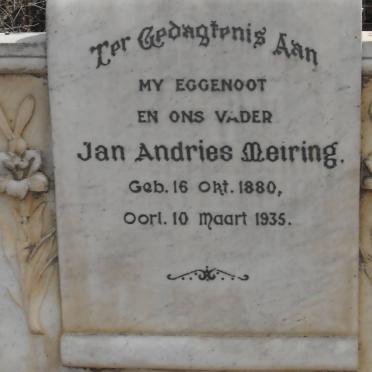 Ter Gedagtenis Aan
MY EGGENOOT
EN ONS VADER
Jan Andries Meiring.
Geb. 16 Okt. 1880,
Oorl. 10 Maart 1935.